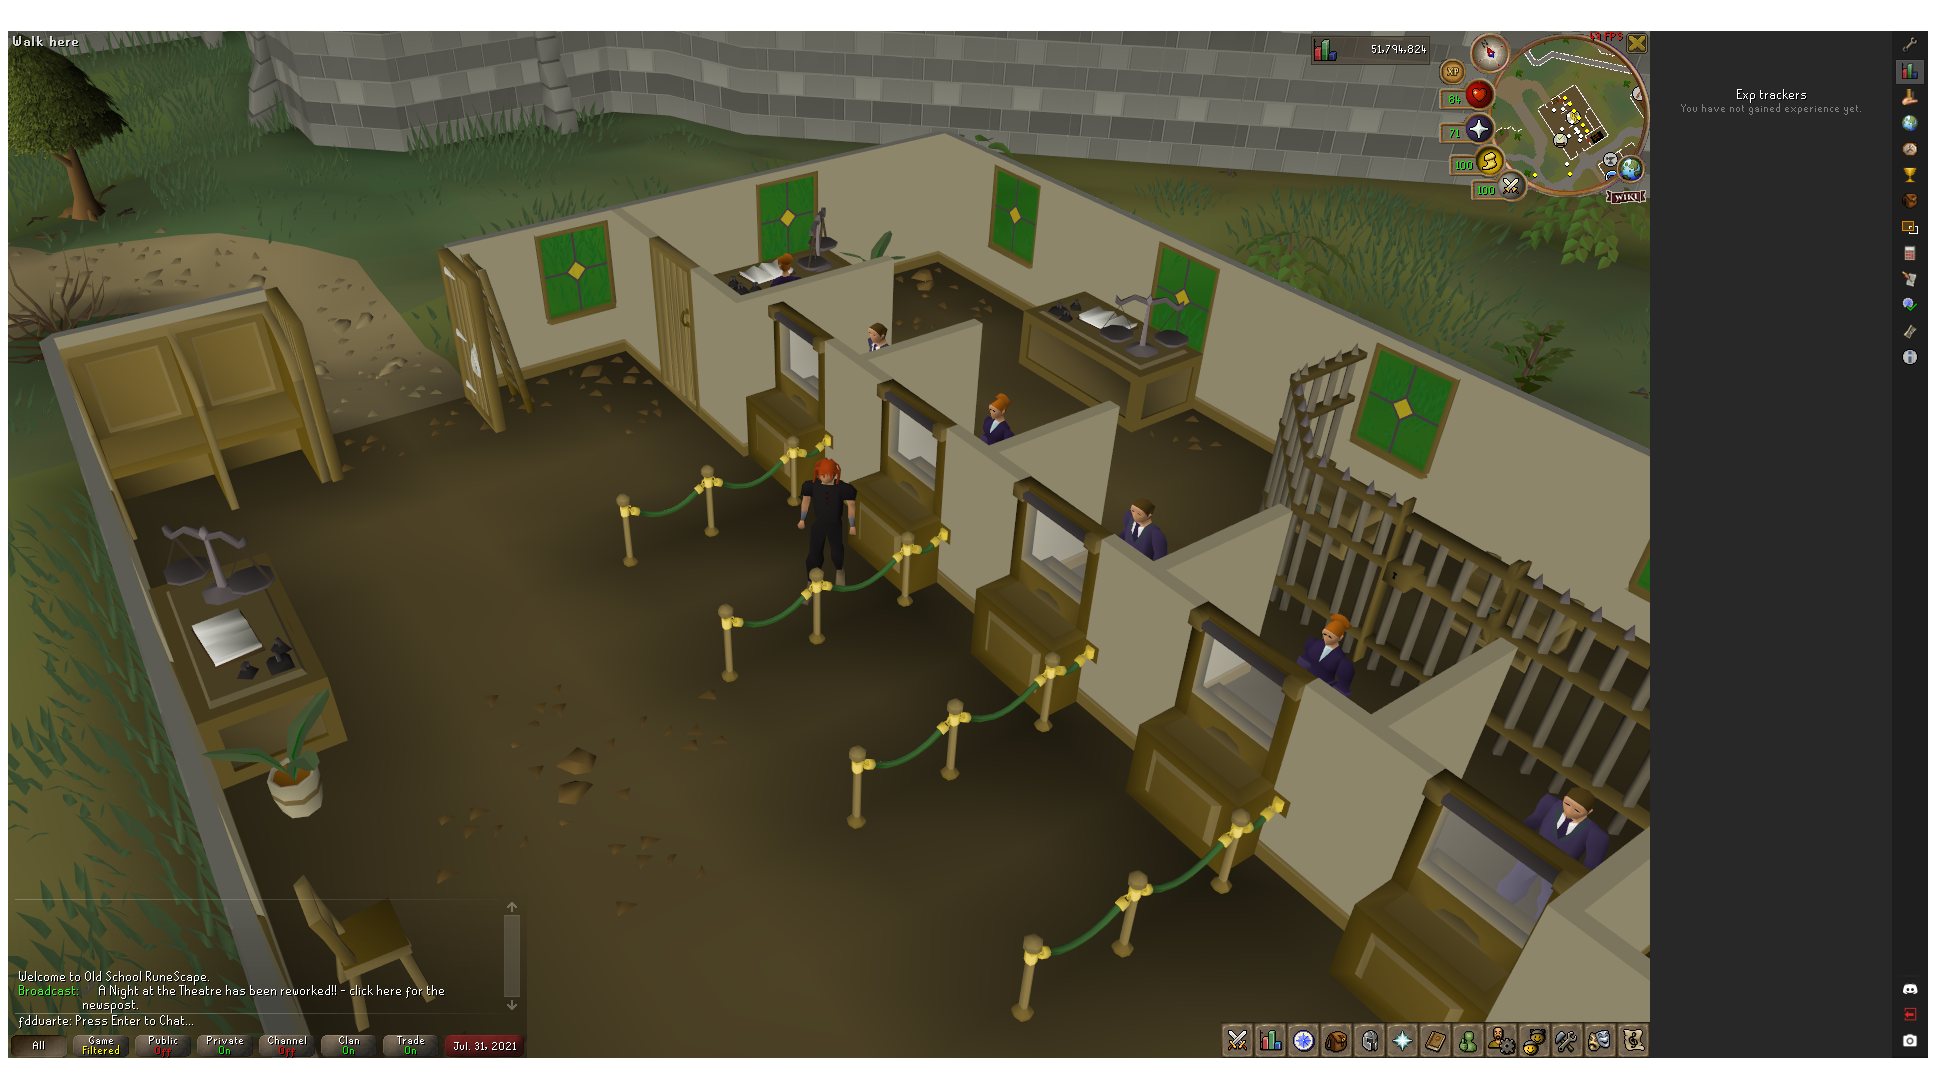 Walk here
51,794,824
XP
84
71
100
100
WIKI
Exp trackers
You have not gained experience yet.
Welcome to Old School RuneScape.
Broadcast: A Night at the Theatre has been reworked!! - click here for the
newspost.
fdduarte: Press Enter to Chat...
All
Game
Filtered
Public
Off
Private
On
Channel
Off
Clan
On
Trade
On
Jul. 31, 2021